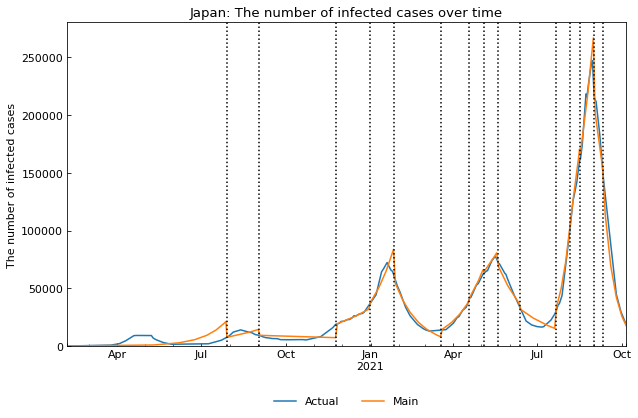 Japan: The number of infected cases over time
The number of infected cases
250000
200000
150000
100000
50000
0
Apr Jul Oct Jan Apr Jul Oct
2021
Actual Main